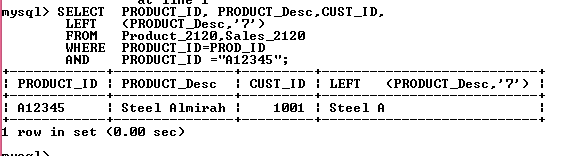 at line 1
mysql> SELECT PRODUCT_ID, PRODUCT_Desc,CUST_ID,
LEFT (PRODUCT_Desc,'7')
FROM Product_2120,Sales_2120
WHERE PRODUCT_ID=PROD_ID
AND PRODUCT_ID ="A12345";
+------------+--------------+---------+---------------------------+
| PRODUCT_ID | PRODUCT_Desc | CUST_ID | LEFT (PRODUCT_Desc,'7') |
+------------+--------------+---------+---------------------------+
| A12345 | Steel Almirah | 1001 | Steel A |
+------------+--------------+---------+---------------------------+
1 row in set (0.00 sec)
mysql>